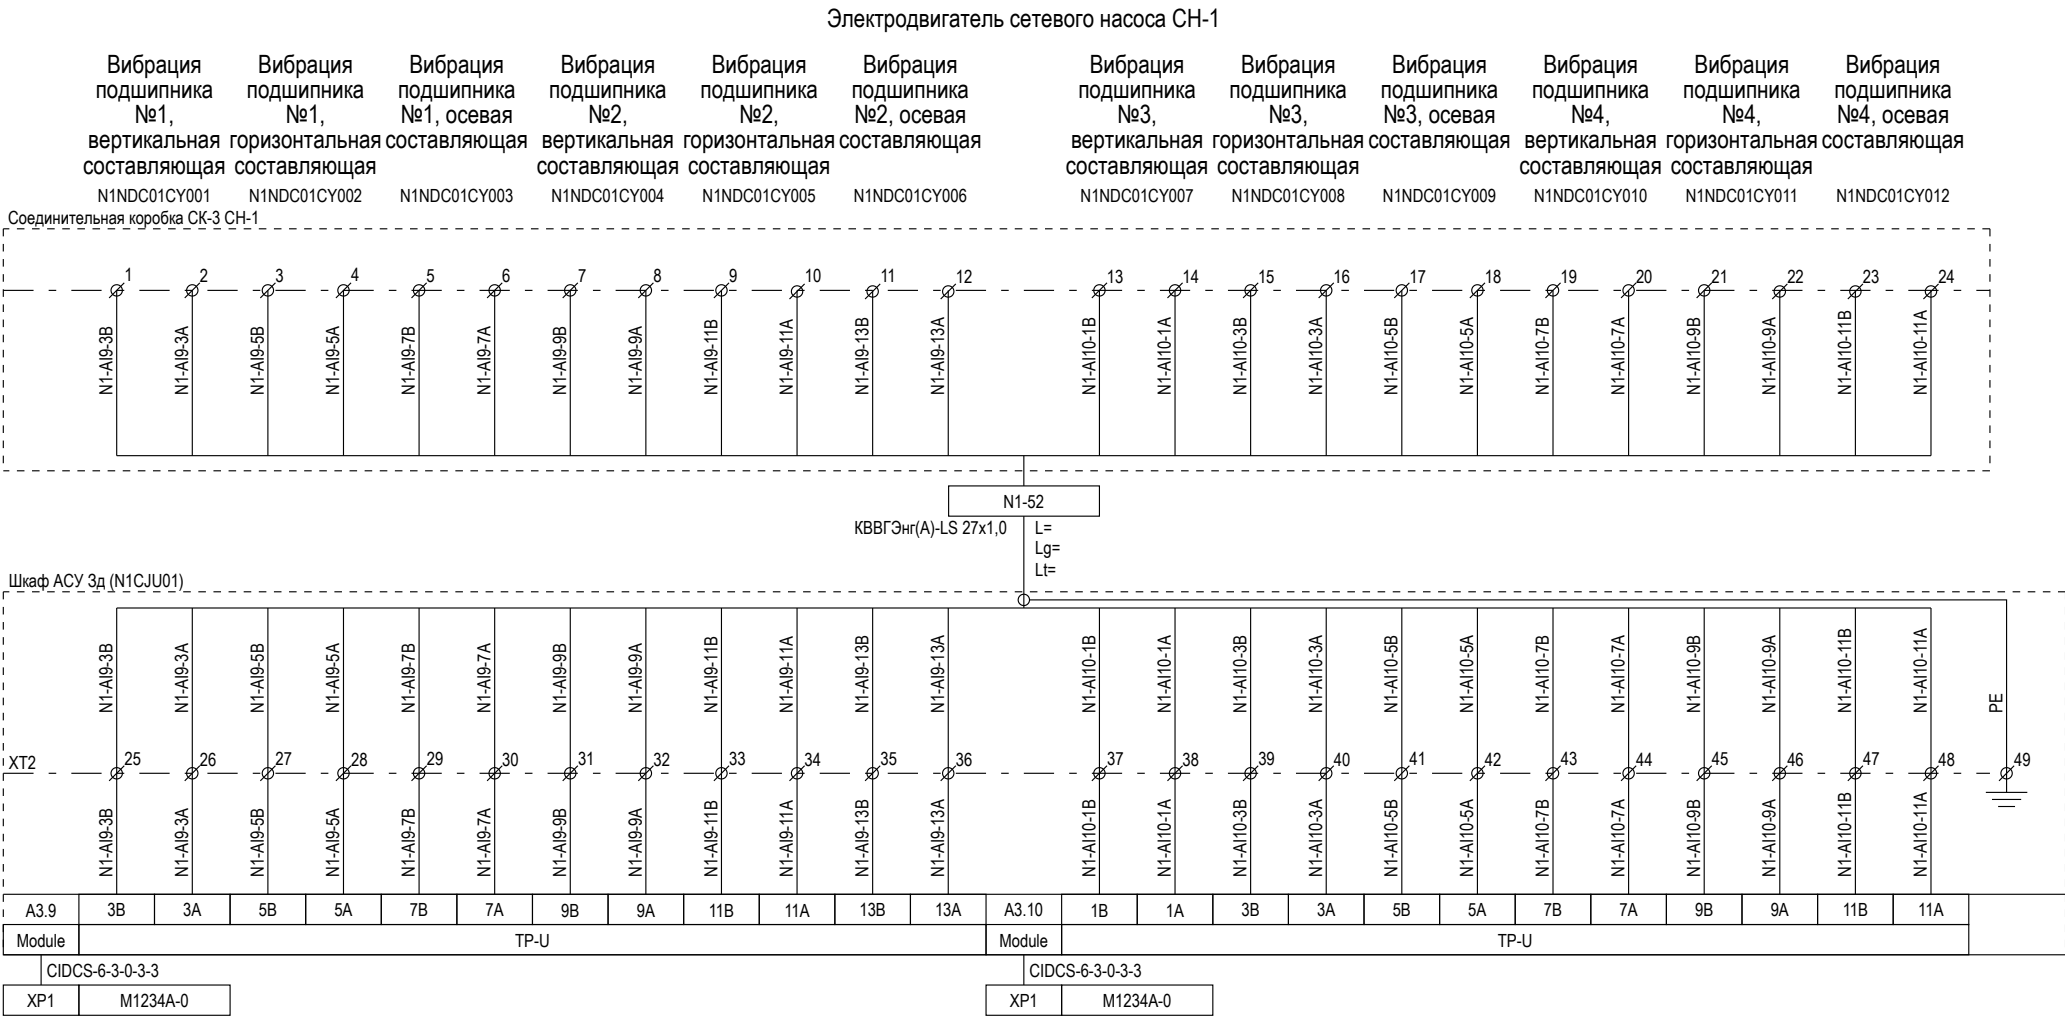 Электродвигатель сетевого насоса СН-1
Вибрация подшипника №1, вертикальная составляющая
Вибрация подшипника №1, горизонтальная составляющая
Вибрация подшипника №1, осевая составляющая
Вибрация подшипника №2, вертикальная составляющая
Вибрация подшипника №2, горизонтальная составляющая
Вибрация подшипника №2, осевая составляющая
Вибрация подшипника №3, вертикальная составляющая
Вибрация подшипника №3, горизонтальная составляющая
Вибрация подшипника №3, осевая составляющая
Вибрация подшипника №4, вертикальная составляющая
Вибрация подшипника №4, горизонтальная составляющая
Вибрация подшипника №4, осевая составляющая
N1NDC01CY001 N1NDC01CY002 N1NDC01CY003 N1NDC01CY004 N1NDC01CY005 N1NDC01CY006 N1NDC01CY007 N1NDC01CY008 N1NDC01CY009 N1NDC01CY010 N1NDC01CY011 N1NDC01CY012
Соединительная коробка СК-3 СН-1
1 2 3 4 5 6 7 8 9 10 11 12 13 14 15 16 17 18 19 20 21 22 23 24
N1-AI9-3B N1-AI9-3A N1-AI9-5B N1-AI9-5A N1-AI9-7B N1-AI9-7A N1-AI9-9B N1-AI9-9A N1-AI9-11B N1-AI9-11A N1-AI9-13B N1-AI9-13A N1-AI10-1B N1-AI10-1A N1-AI10-3B N1-AI10-3A N1-AI10-5B N1-AI10-5A N1-AI10-7B N1-AI10-7A N1-AI10-9B N1-AI10-9A N1-AI10-11B N1-AI10-11A
N1-52
КВВГЭнг(А)-LS 27x1,0 L=
Lg=
Lt=
Шкаф АСУ 3д (N1CJU01)
N1-AI9-3B N1-AI9-3A N1-AI9-5B N1-AI9-5A N1-AI9-7B N1-AI9-7A N1-AI9-9B N1-AI9-9A N1-AI9-11B N1-AI9-11A N1-AI9-13B N1-AI9-13A N1-AI10-1B N1-AI10-1A N1-AI10-3B N1-AI10-3A N1-AI10-5B N1-AI10-5A N1-AI10-7B N1-AI10-7A N1-AI10-9B N1-AI10-9A N1-AI10-11B N1-AI10-11A PE
XT2 25 26 27 28 29 30 31 32 33 34 35 36 37 38 39 40 41 42 43 44 45 46 47 48 49
N1-AI9-3B N1-AI9-3A N1-AI9-5B N1-AI9-5A N1-AI9-7B N1-AI9-7A N1-AI9-9B N1-AI9-9A N1-AI9-11B N1-AI9-11A N1-AI9-13B N1-AI9-13A N1-AI10-1B N1-AI10-1A N1-AI10-3B N1-AI10-3A N1-AI10-5B N1-AI10-5A N1-AI10-7B N1-AI10-7A N1-AI10-9B N1-AI10-9A N1-AI10-11B N1-AI10-11A
A3.9 3B 3A 5B 5A 7B 7A 9B 9A 11B 11A 13B 13A A3.10 1B 1A 3B 3A 5B 5A 7B 7A 9B 9A 11B 11A
Module TP-U Module TP-U
CIDCS-6-3-0-3-3 CIDCS-6-3-0-3-3
XP1 M1234A-0 XP1 M1234A-0